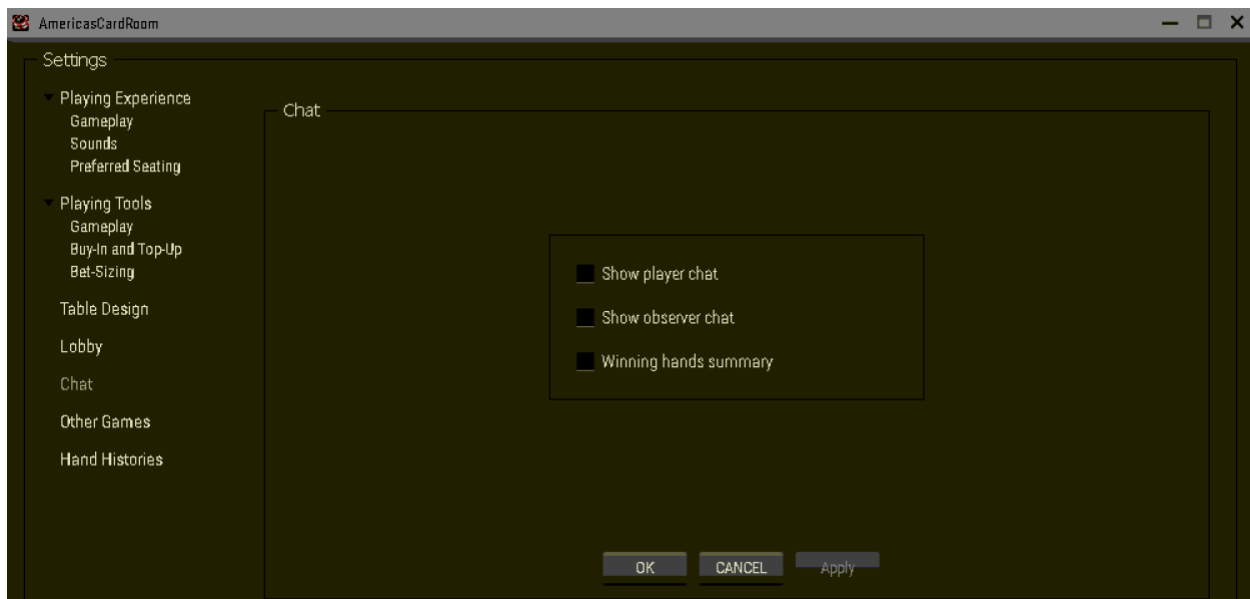 AmericasCardRoom
Settings
Playing Experience
Gameplay
Sounds
Preferred Seating
Playing Tools
Gameplay
Buy-In and Top-Up
Bet-Sizing
Table Design
Lobby
Chat
Other Games
Hand Histories
Chat
Show player chat
Show observer chat
Winning hands summary
OK
CANCEL
Apply